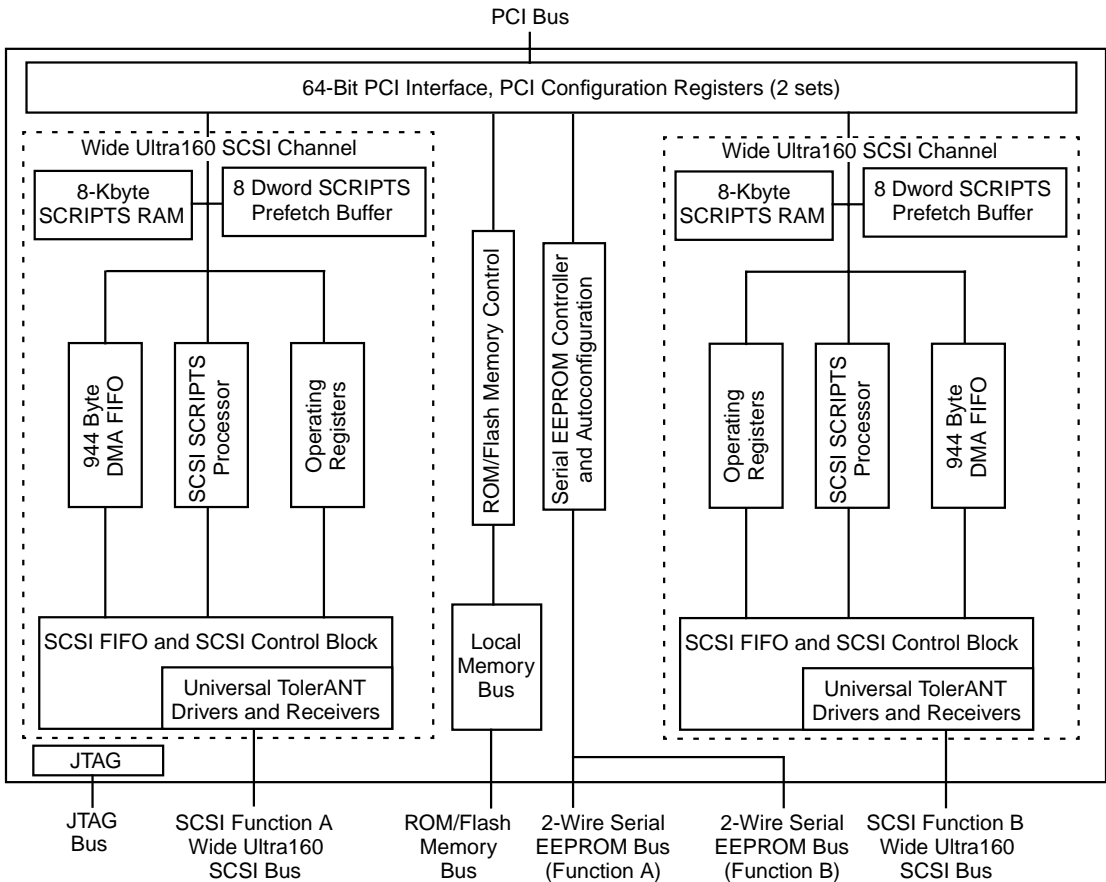 PCI Bus
64-Bit PCI Interface, PCI Configuration Registers (2 sets)
Wide Ultra160 SCSI Channel
8-Kbyte
SCRIPTS RAM
8 Dword SCRIPTS
Prefetch Buffer
944 Byte
DMA FIFO
SCSI SCRIPTS
Processor
Operating
Registers
SCSI FIFO and SCSI Control Block
Universal TolerANT
Drivers and Receivers
JTAG
ROM/Flash Memory Control
Local
Memory
Bus
Serial EEPROM Controller
and Autoconfiguration
Wide Ultra160 SCSI Channel
8-Kbyte
SCRIPTS RAM
8 Dword SCRIPTS
Prefetch Buffer
Operating
Registers
SCSI SCRIPTS
Processor
944 Byte
DMA FIFO
SCSI FIFO and SCSI Control Block
Universal TolerANT
Drivers and Receivers
JTAG
Bus
SCSI Function A
Wide Ultra160
SCSI Bus
ROM/Flash
Memory
Bus
2-Wire Serial
EEPROM Bus
(Function A)
2-Wire Serial
EEPROM Bus
(Function B)
SCSI Function B
Wide Ultra160
SCSI Bus